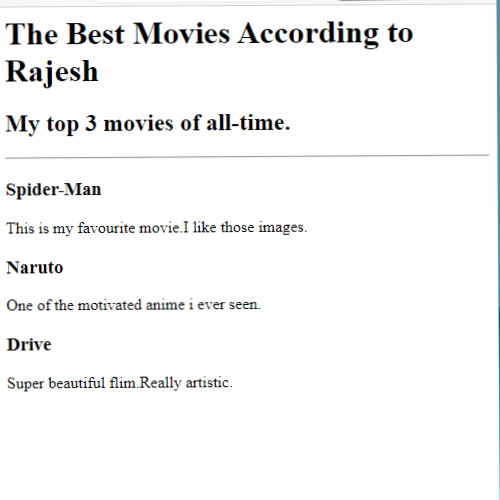 The Best Movies According to
Rajesh
My top 3 movies of all-time.
Spider-Man
This is my favourite movie.I like those images.
Naruto
One of the motivated anime i ever seen.
Drive
Super beautiful flim.Really artistic.